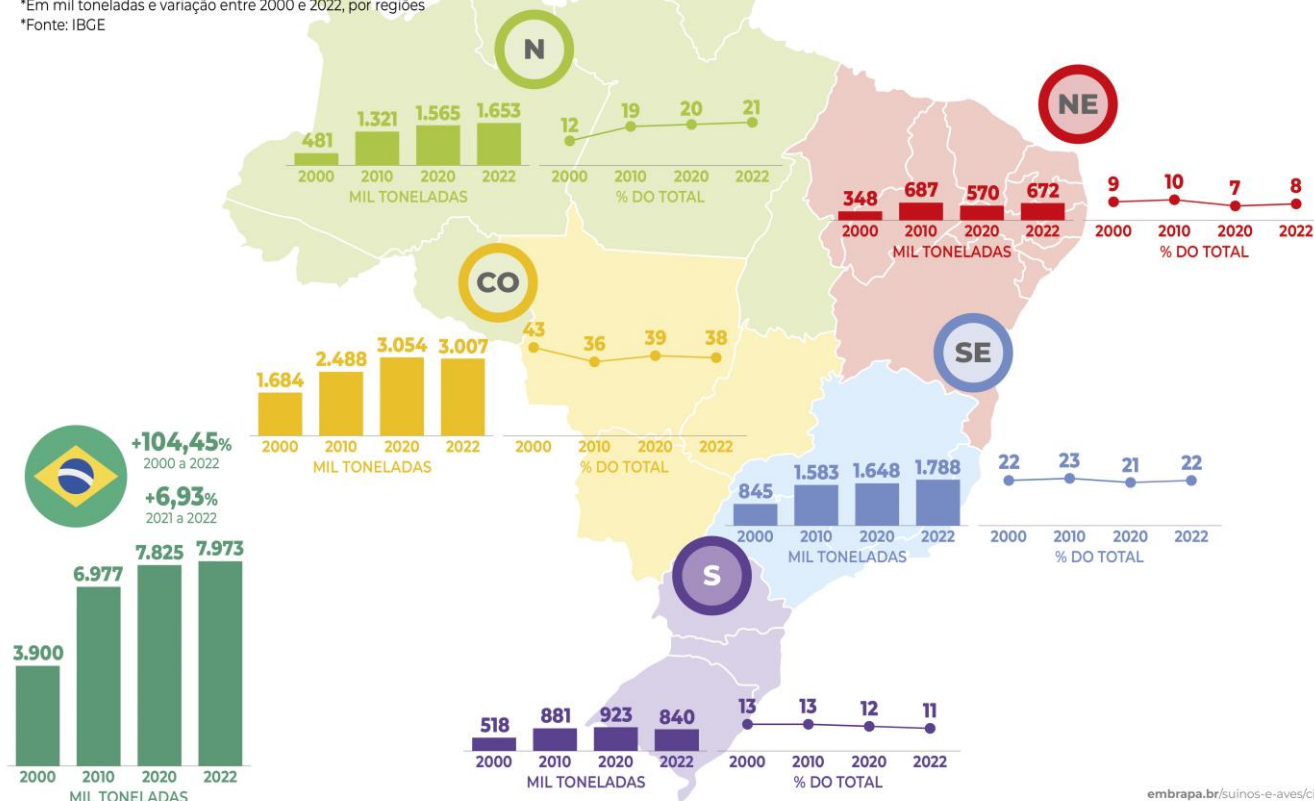 *Em mil toneladas e variação entre 2000 e 2022, por regiões
*Fonte: IBGE
N
481 1.321 1.565 1.653
2000 2010 2020 2022
MIL TONELADAS
12 19 20 21
2000 2010 2020 2022
% DO TOTAL
NE
348 687 570 672
2000 2010 2020 2022
MIL TONELADAS
9 10 7 8
2000 2010 2020 2022
% DO TOTAL
CO
1.684 2.488 3.054 3.007
2000 2010 2020 2022
MIL TONELADAS
43 36 39 38
2000 2010 2020 2022
% DO TOTAL
SE
845 1.583 1.648 1.788
2000 2010 2020 2022
MIL TONELADAS
22 23 21 22
2000 2010 2020 2022
% DO TOTAL
+104,45%
2000 a 2022
+6,93%
2021 a 2022
3.900 6.977 7.825 7.973
2000 2010 2020 2022
MIL TONELADAS
S
518 881 923 840
2000 2010 2020 2022
MIL TONELADAS
13 13 12 11
2000 2010 2020 2022
% DO TOTAL
embrapa.br/suinos-e-aves/